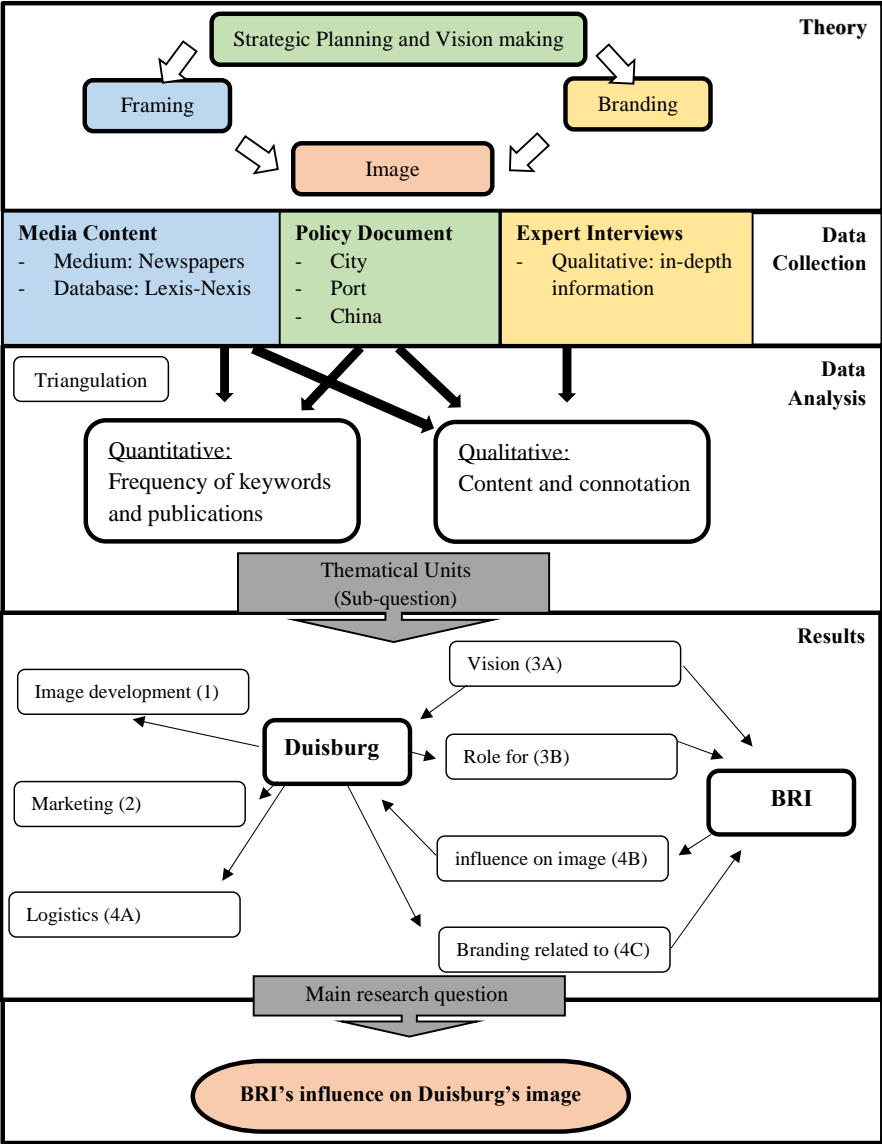 Theory
Strategic Planning and Vision making
Framing
Branding
Image
Media Content
- Medium: Newspapers
- Database: Lexis-Nexis
Policy Document
- City
- Port
- China
Expert Interviews
- Qualitative: in-depth
information
Data
Collection
Data
Analysis
Triangulation
Quantitative:
Frequency of keywords
and publications
Qualitative:
Content and connotation
Thematical Units
(Sub-question)
Results
Vision (3A)
Image development (1)
Duisburg
Role for (3B)
Marketing (2)
BRI
influence on image (4B)
Logistics (4A)
Branding related to (4C)
Main research question
BRI's influence on Duisburg's image